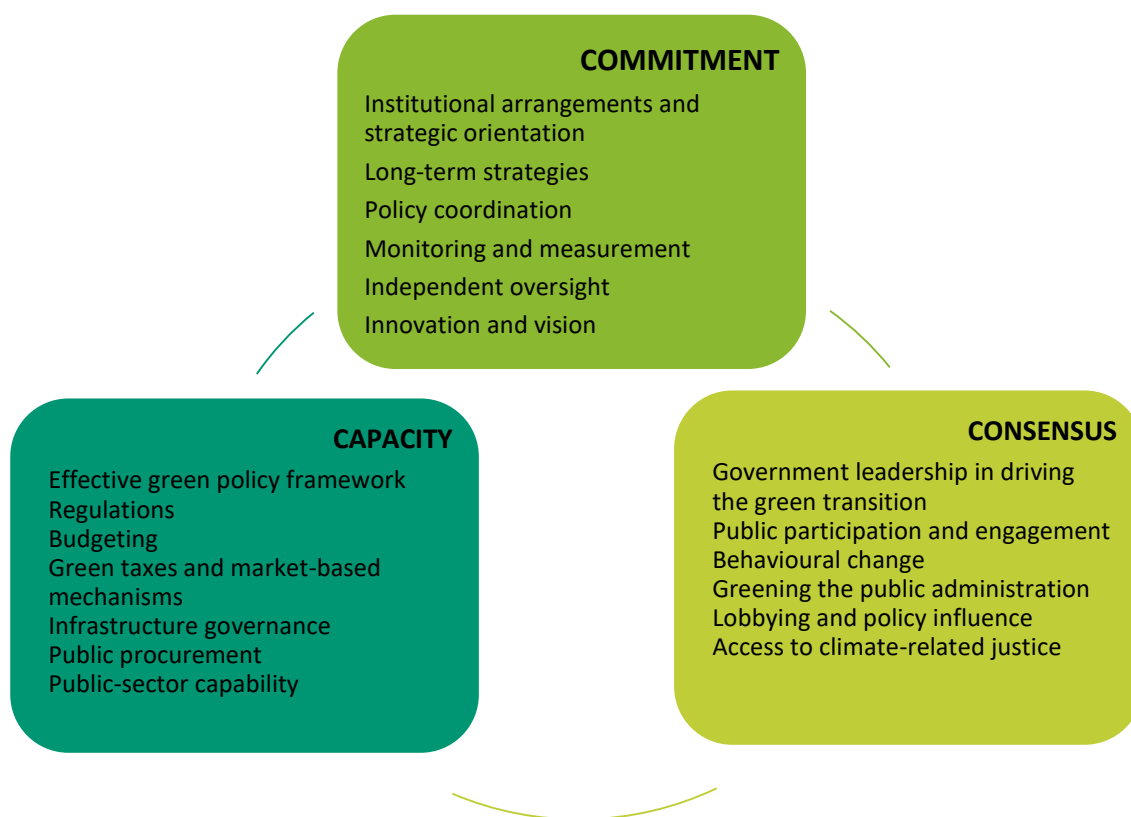 COMMITMENT
Institutional arrangements and
strategic orientation
Long-term strategies
Policy coordination
Monitoring and measurement
Independent oversight
Innovation and vision
CAPACITY
Effective green policy framework
Regulations
Budgeting
Green taxes and market-based
mechanisms
Infrastructure governance
Public procurement
Public-sector capability
CONSENSUS
Government leadership in driving
the green transition
Public participation and engagement
Behavioural change
Greening the public administration
Lobbying and policy influence
Access to climate-related justice